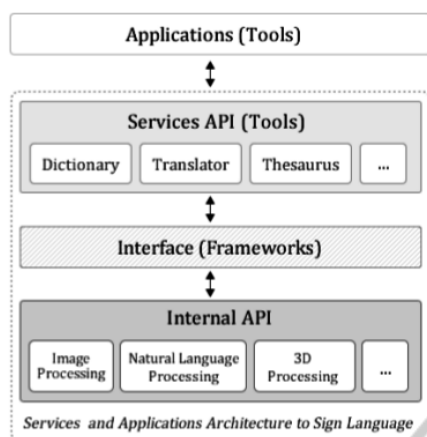 Applications (Tools)
Services API (Tools)
Dictionary
Translator
Thesaurus
...
Interface (Frameworks)
Internal API
Image
Processing
Natural Language
Processing
3D
Processing
...
Services and Applications Architecture to Sign Language